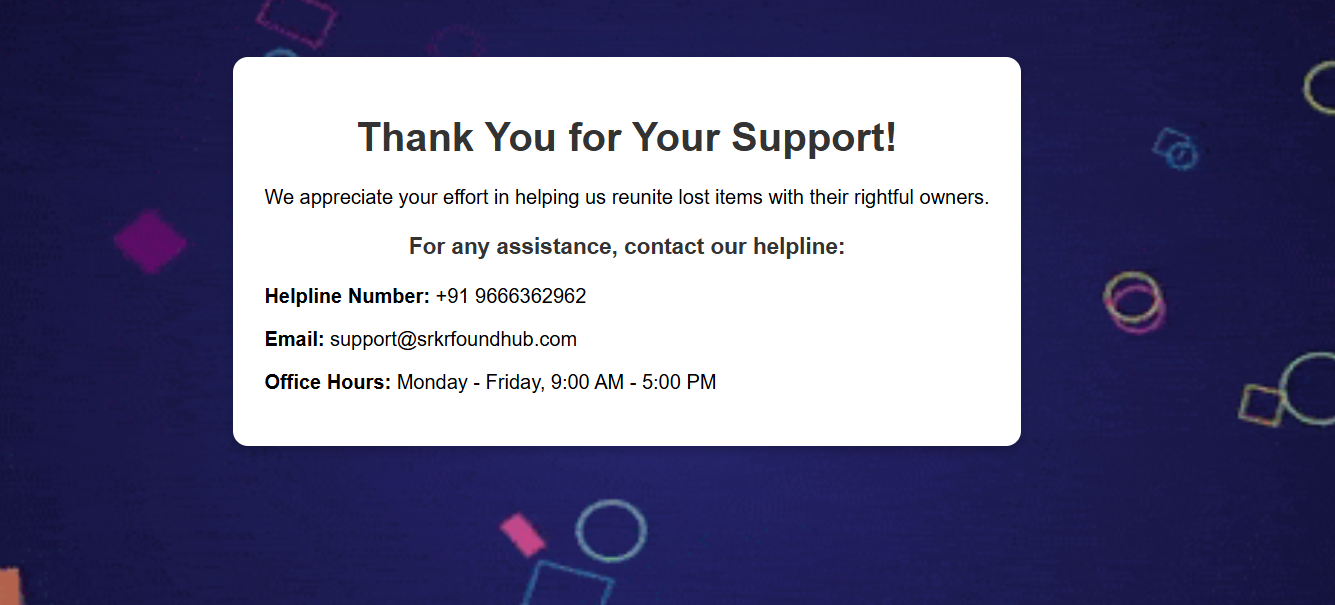 Thank You for Your Support!
We appreciate your effort in helping us reunite lost items with their rightful owners.
For any assistance, contact our helpline:
Helpline Number: +91 9666362962
Email: support@srkrfoundhub.com
Office Hours: Monday - Friday, 9:00 AM - 5:00 PM